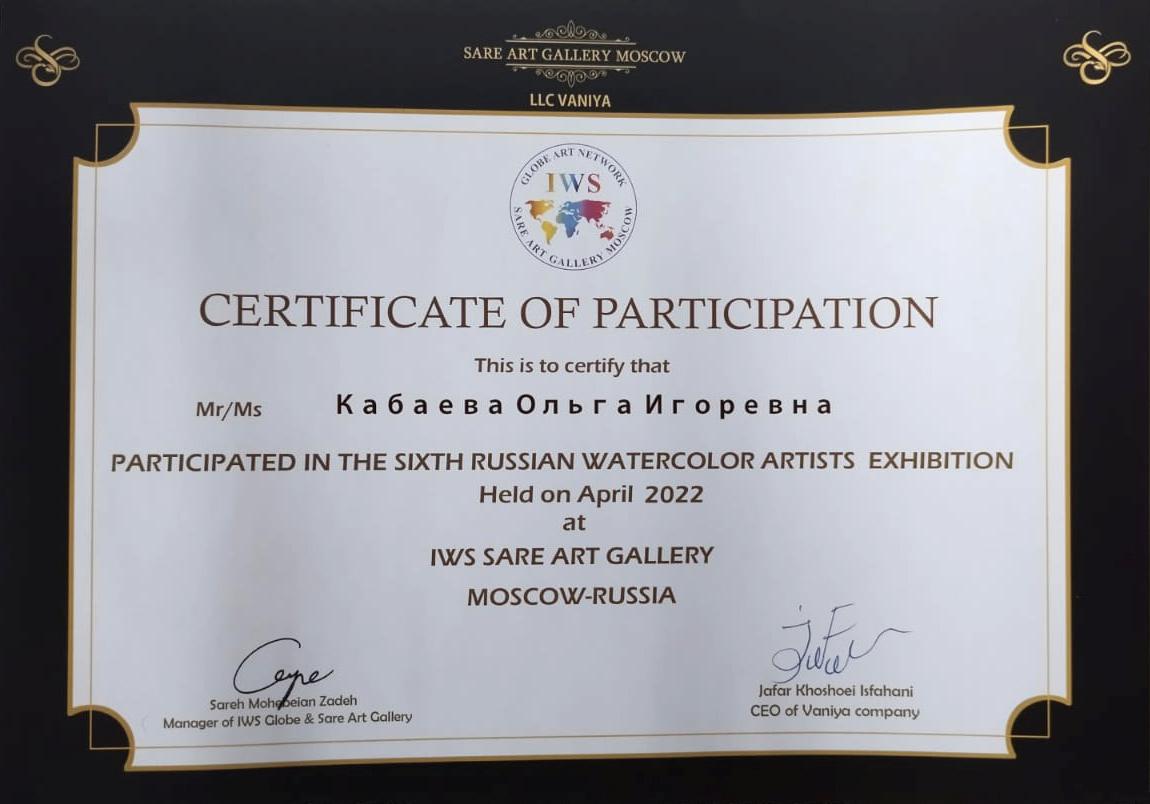 SARE ART GALLERY MOSCOW
LLC VANIYA
GLOBE ART NETWORK
IWS
SARE ART GALLERY MOSCOW
CERTIFICATE OF PARTICIPATION
This is to certify that
Mr/Ms Кабаева Ольга Игоревна
PARTICIPATED IN THE SIXTH RUSSIAN WATERCOLOR ARTISTS EXHIBITION
Held on April 2022
at
IWS SARE ART GALLERY
MOSCOW-RUSSIA
Sareh Mohebeian Zadeh
Manager of IWS Globe & Sare Art Gallery
Jafar Khoshoei Isfahani
CEO of Vaniya company